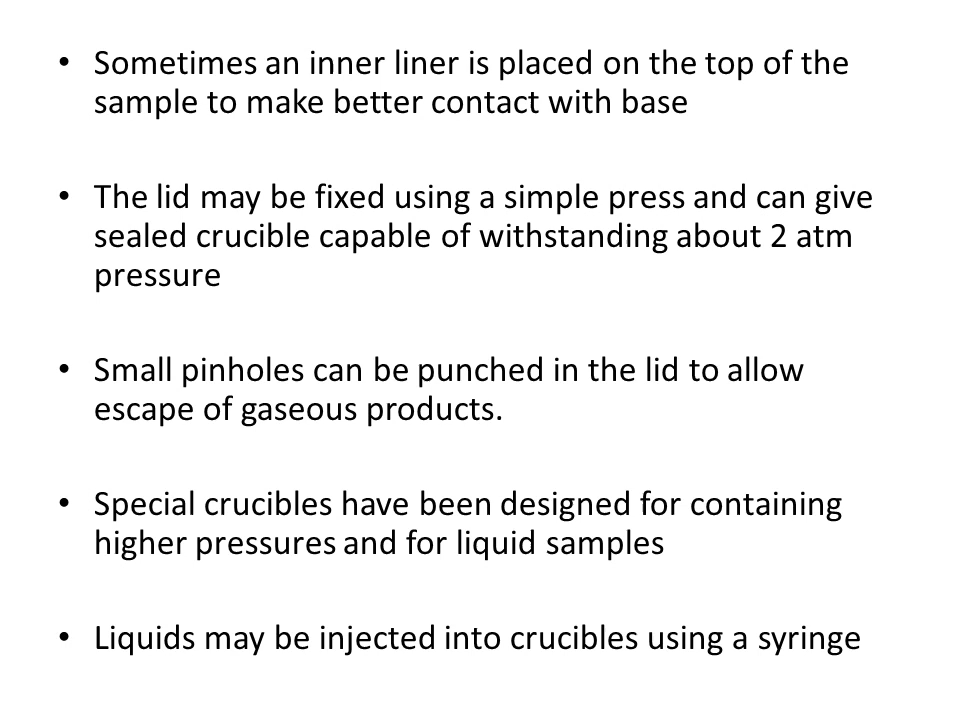 • Sometimes an inner liner is placed on the top of the
sample to make better contact with base
• The lid may be fixed using a simple press and can give
sealed crucible capable of withstanding about 2 atm
pressure
• Small pinholes can be punched in the lid to allow
escape of gaseous products.
• Special crucibles have been designed for containing
higher pressures and for liquid samples
• Liquids may be injected into crucibles using a syringe